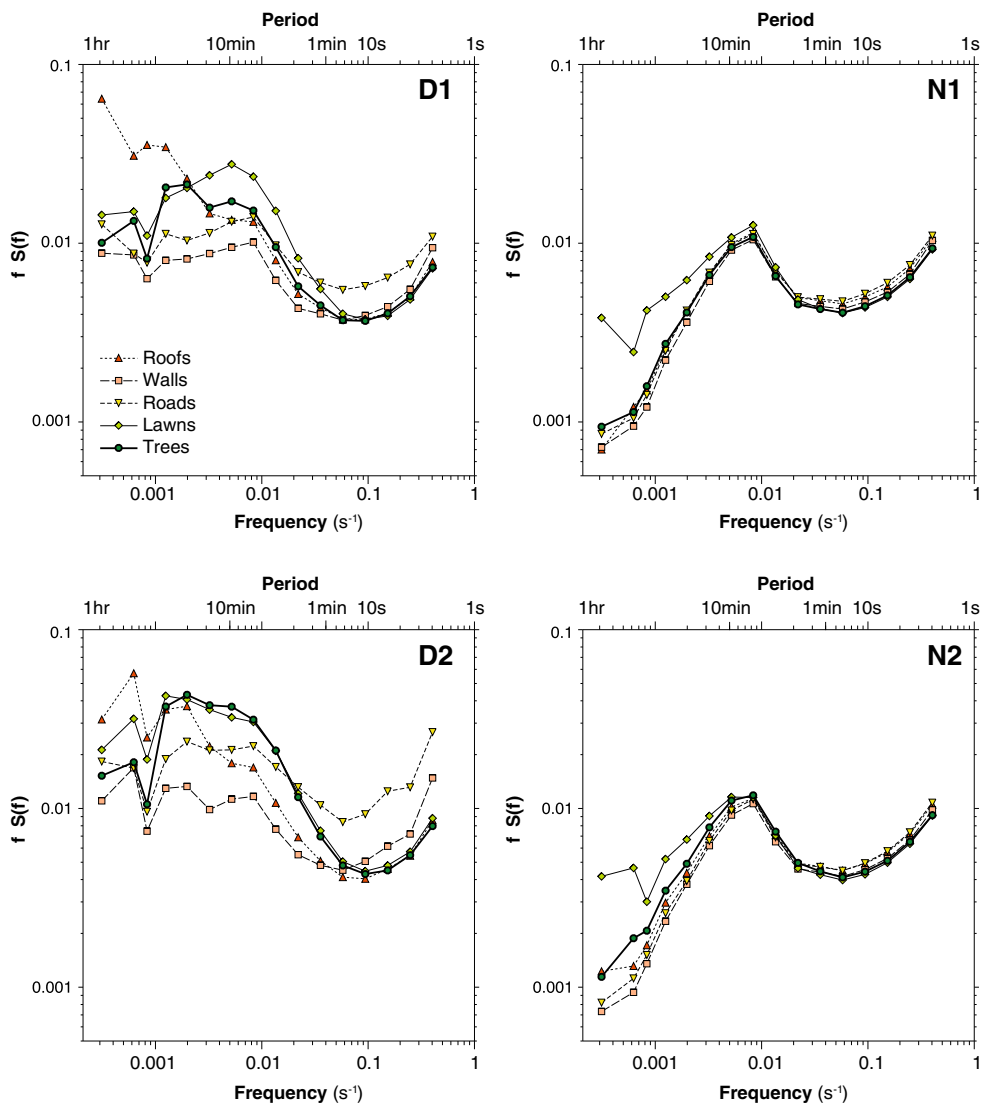 Period
1hr 10min 1min 10s 1s
0.1
D1
0.01
f S(f)
0.001
Roofs
Walls
Roads
Lawns
Trees
0.001 0.01 0.1 1
Frequency (s⁻¹)
Period
1hr 10min 1min 10s 1s
0.1
N1
0.01
f S(f)
0.001
0.001 0.01 0.1 1
Frequency (s⁻¹)
Period
1hr 10min 1min 10s 1s
0.1
D2
0.01
f S(f)
0.001
0.001 0.01 0.1 1
Frequency (s⁻¹)
Period
1hr 10min 1min 10s 1s
0.1
N2
0.01
f S(f)
0.001
0.001 0.01 0.1 1
Frequency (s⁻¹)